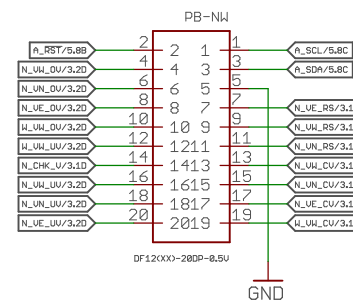 PB-NW
A_RST/5.8B 2 2 1 1 A_SCL/5.8C
N_VW_OV/3.2D 4 4 3 3 A_SDA/5.8C
N_VN_OV/3.2D 6 6 5 5
N_VE_OV/3.2D 8 8 7 7 N_VE_RS/3.1
W_VW_OV/3.2D 10 10 9 9 N_VW_RS/3.1
W_VW_UV/3.2D 12 12 11 11 N_VN_RS/3.1
N_CHK_V/3.1D 14 14 13 13 N_VW_CV/3.1
N_VW_UV/3.2D 16 16 15 15 N_VN_CV/3.1
N_VN_UV/3.2D 18 18 17 17 N_VE_CV/3.1
N_VE_UV/3.2D 20 20 19 19 W_VW_CV/3.1
DF12(XX)-20DP-0.5V
GND